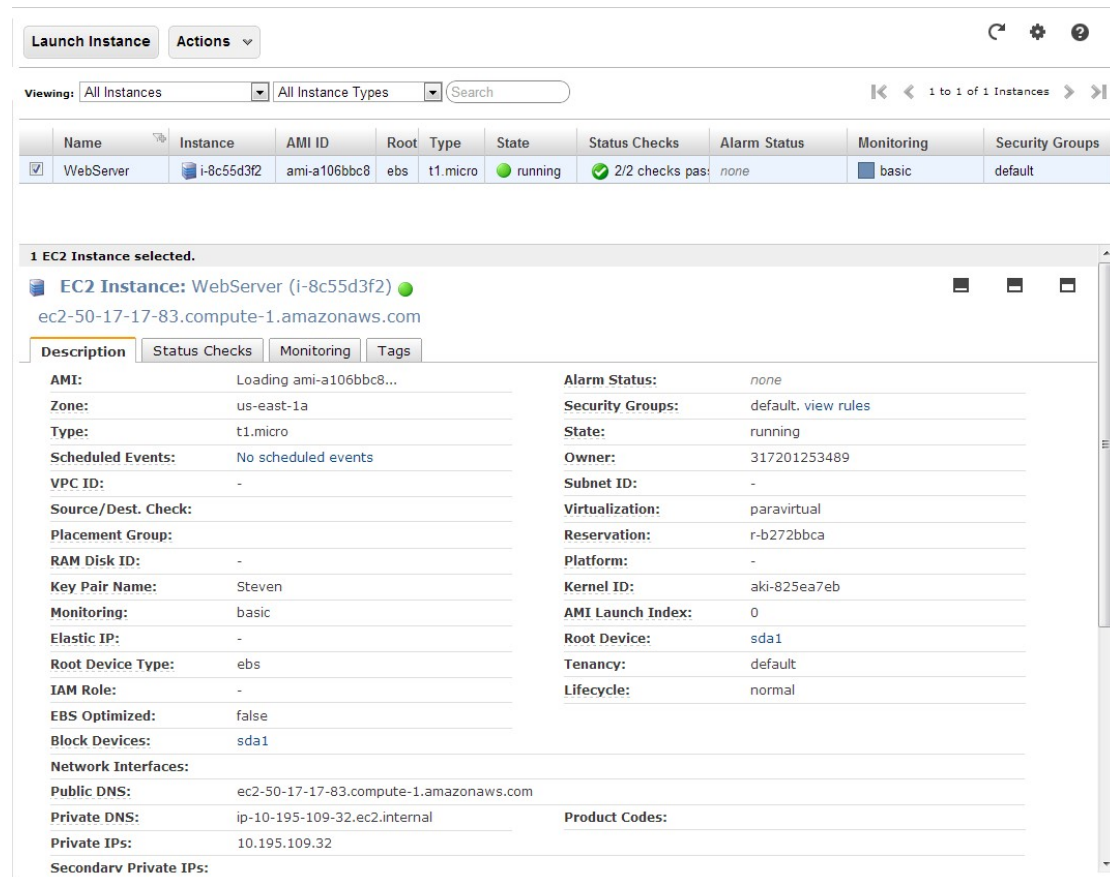 Launch Instance Actions
Viewing: All Instances All Instance Types Search 1 to 1 of 1 Instances
Name Instance AMI ID Root Type State Status Checks Alarm Status Monitoring Security Groups
WebServer i-8c55d3f2 ami-a106bbc8 ebs t1.micro running 2/2 checks pas none basic default
1 EC2 Instance selected.
EC2 Instance: WebServer (i-8c55d3f2)
ec2-50-17-17-83.compute-1.amazonaws.com
Description Status Checks Monitoring Tags
AMI: Loading ami-a106bbc8... Alarm Status: none
Zone: us-east-1a Security Groups: default. view rules
Type: t1.micro State: running
Scheduled Events: No scheduled events Owner: 317201253489
VPC ID: - Subnet ID: -
Source/Dest. Check: Virtualization: paravirtual
Placement Group: Reservation: r-b272bbca
RAM Disk ID: - Platform: -
Key Pair Name: Steven Kernel ID: aki-825ea7eb
Monitoring: basic AMI Launch Index: 0
Elastic IP: - Root Device: sda1
Root Device Type: ebs Tenancy: default
IAM Role: - Lifecycle: normal
EBS Optimized: false
Block Devices: sda1
Network Interfaces:
Public DNS: ec2-50-17-17-83.compute-1.amazonaws.com
Private DNS: ip-10-195-109-32.ec2.internal Product Codes:
Private IPs: 10.195.109.32
Secondary Private IPs: